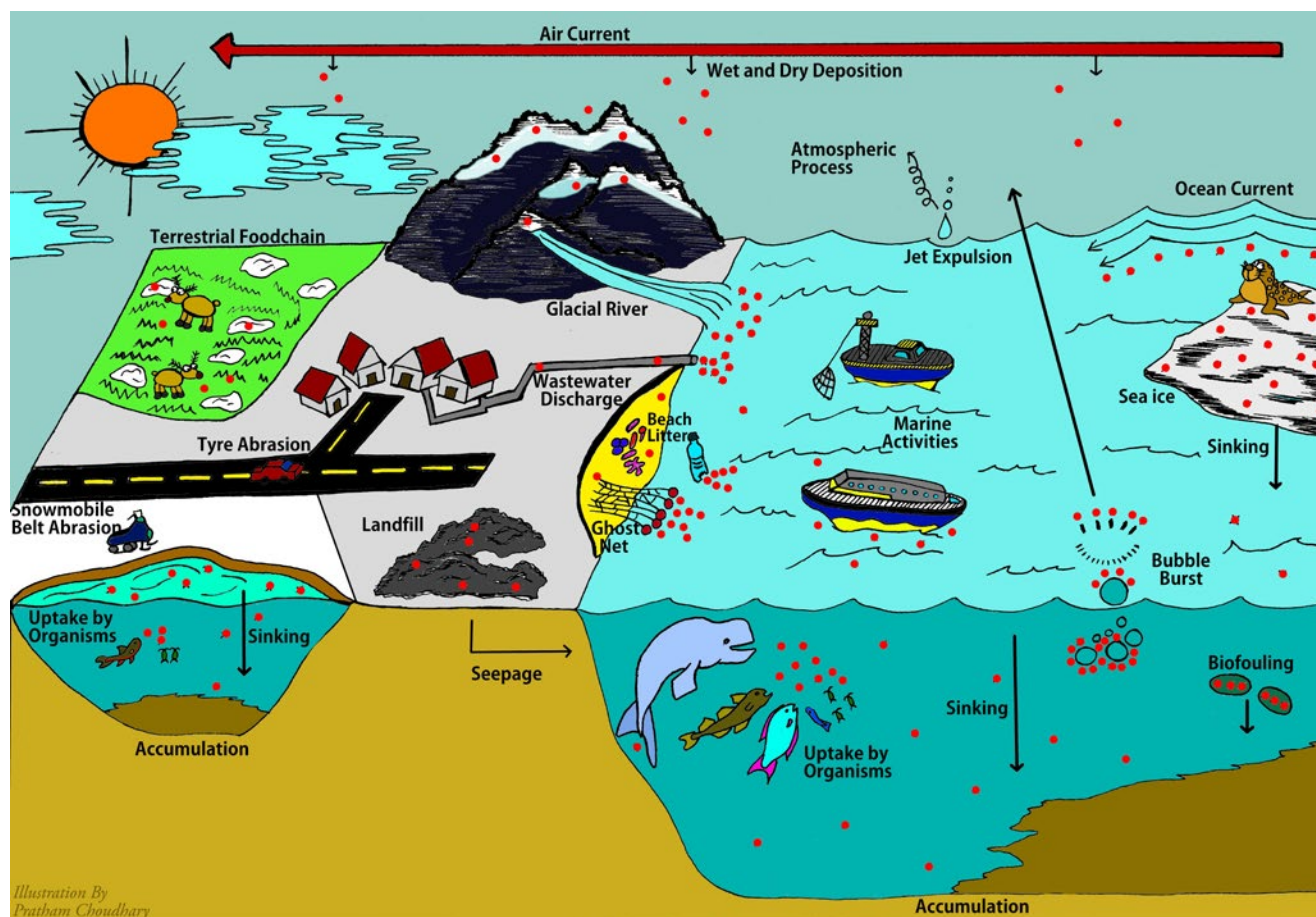 Air Current
Wet and Dry Deposition
Atmospheric
Process
Ocean Current
Terrestrial Foodchain
Jet Expulsion
Glacial River
Wastewater
Discharge
Beach
Litter
Marine
Activities
Sea ice
Tyre Abrasion
Sinking
Snowmobile
Belt Abrasion
Landfill
Ghost
Net
Bubble
Burst
Uptake by
Organisms
Sinking
Seepage
Biofouling
Sinking
Uptake by
Organisms
Accumulation
Illustration By
Pratham Choudhary
Accumulation